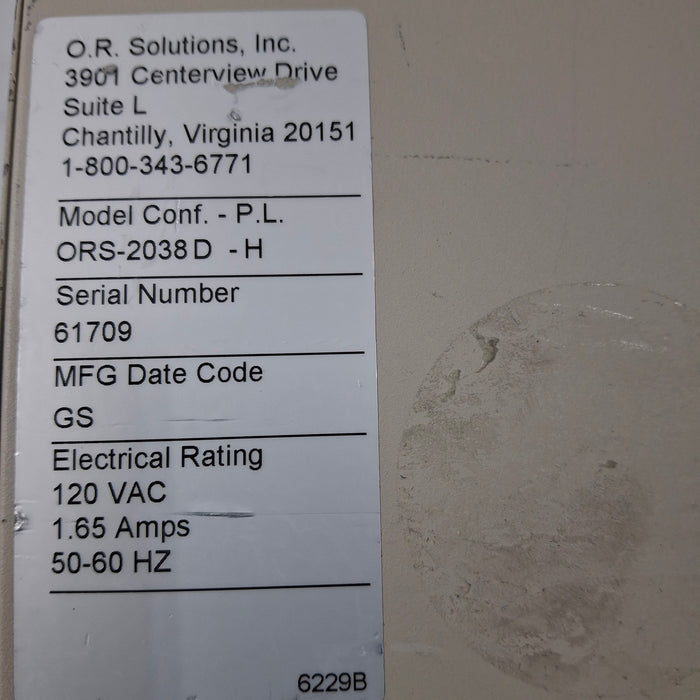 O.R. Solutions, Inc.
3901 Centerview Drive
Suite L
Chantilly, Virginia 20151
1-800-343-6771
Model Conf. - P.L.
ORS-2038 D - H
Serial Number
61709
MFG Date Code
GS
Electrical Rating
120 VAC
1.65 Amps
50-60 HZ
6229B